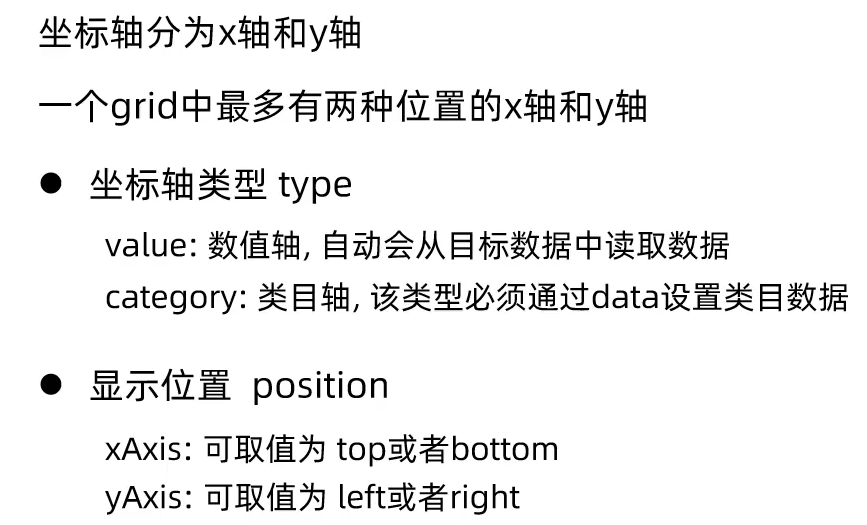 坐标轴分为x轴和y轴
一个grid中最多有两种位置的x轴和y轴
● 坐标轴类型 type
value: 数值轴, 自动会从目标数据中读取数据
category: 类目轴, 该类型必须通过data设置类目数据
● 显示位置 position
xAxis: 可取值为 top或者bottom
yAxis: 可取值为 left或者right